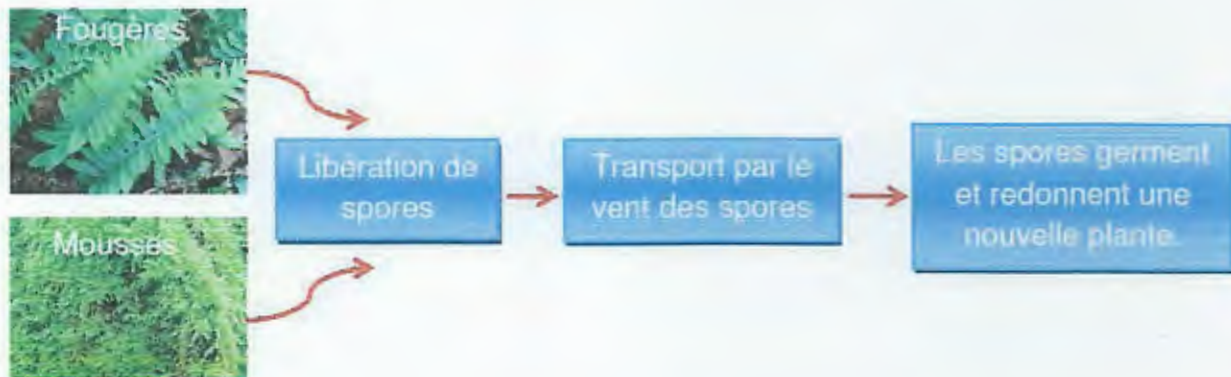 Fougères
Mousses
Libération de
spores
Transport par le
vent des spores
Les spores germent
et redonnent une
nouvelle plante.